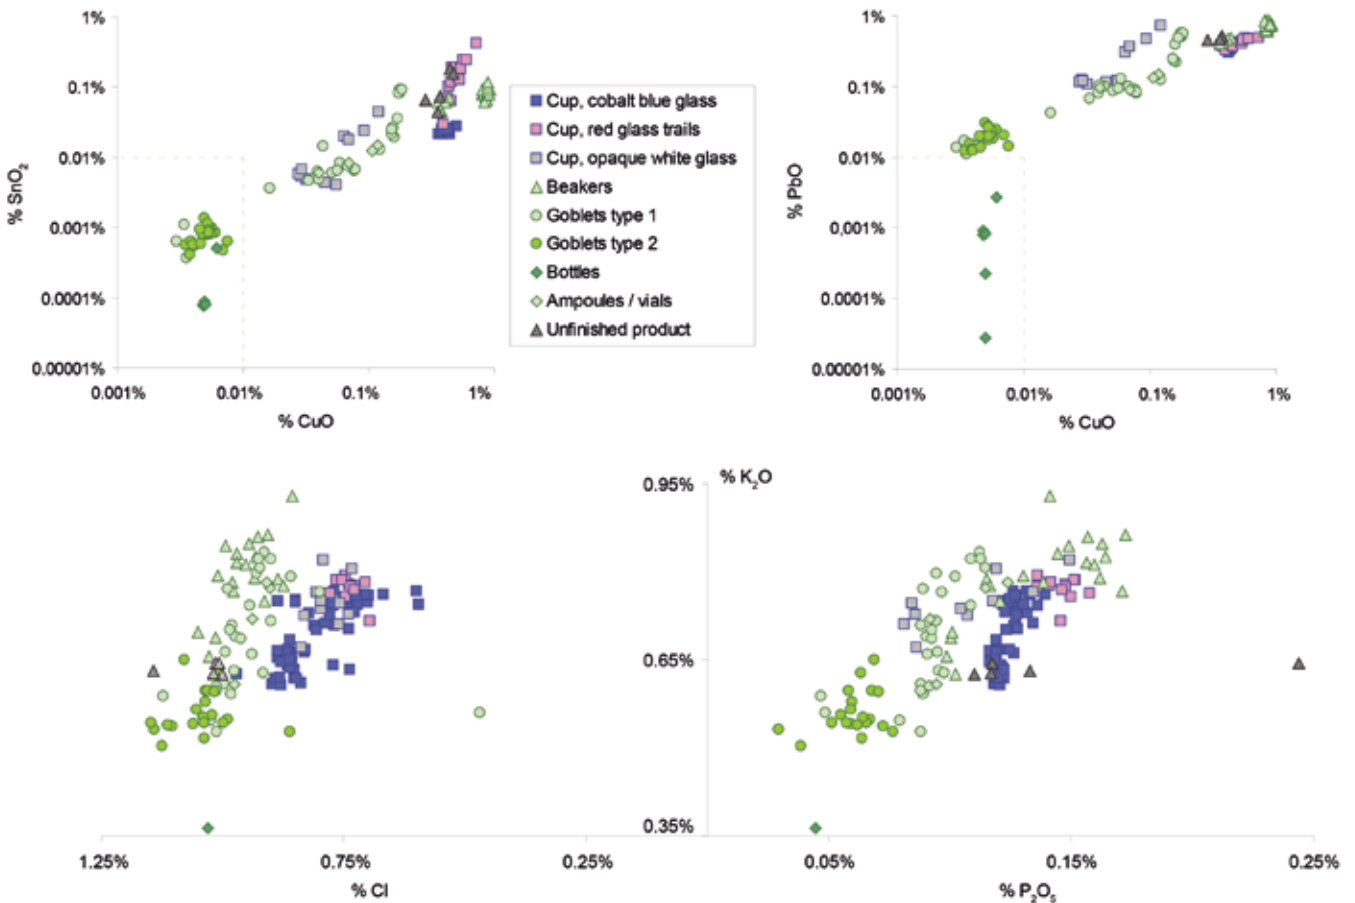 1%
0.1%
0.01%
0.001%
0.0001%
0.00001%
% SnO2
0.001%
0.01%
0.1%
1%
% CuO
Cup, cobalt blue glass
Cup, red glass trails
Cup, opaque white glass
Beakers
Goblets type 1
Goblets type 2
Bottles
Ampoules / vials
Unfinished product
1%
0.1%
0.01%
0,001%
0.0001%
0.00001%
% PbO
0.001%
0.01%
0.1%
1%
% CuO
% K2O
0.95%
0.65%
0.35%
1.25%
0.75%
0.25%
% Cl
0.05%
0.15%
0.25%
% P2O5